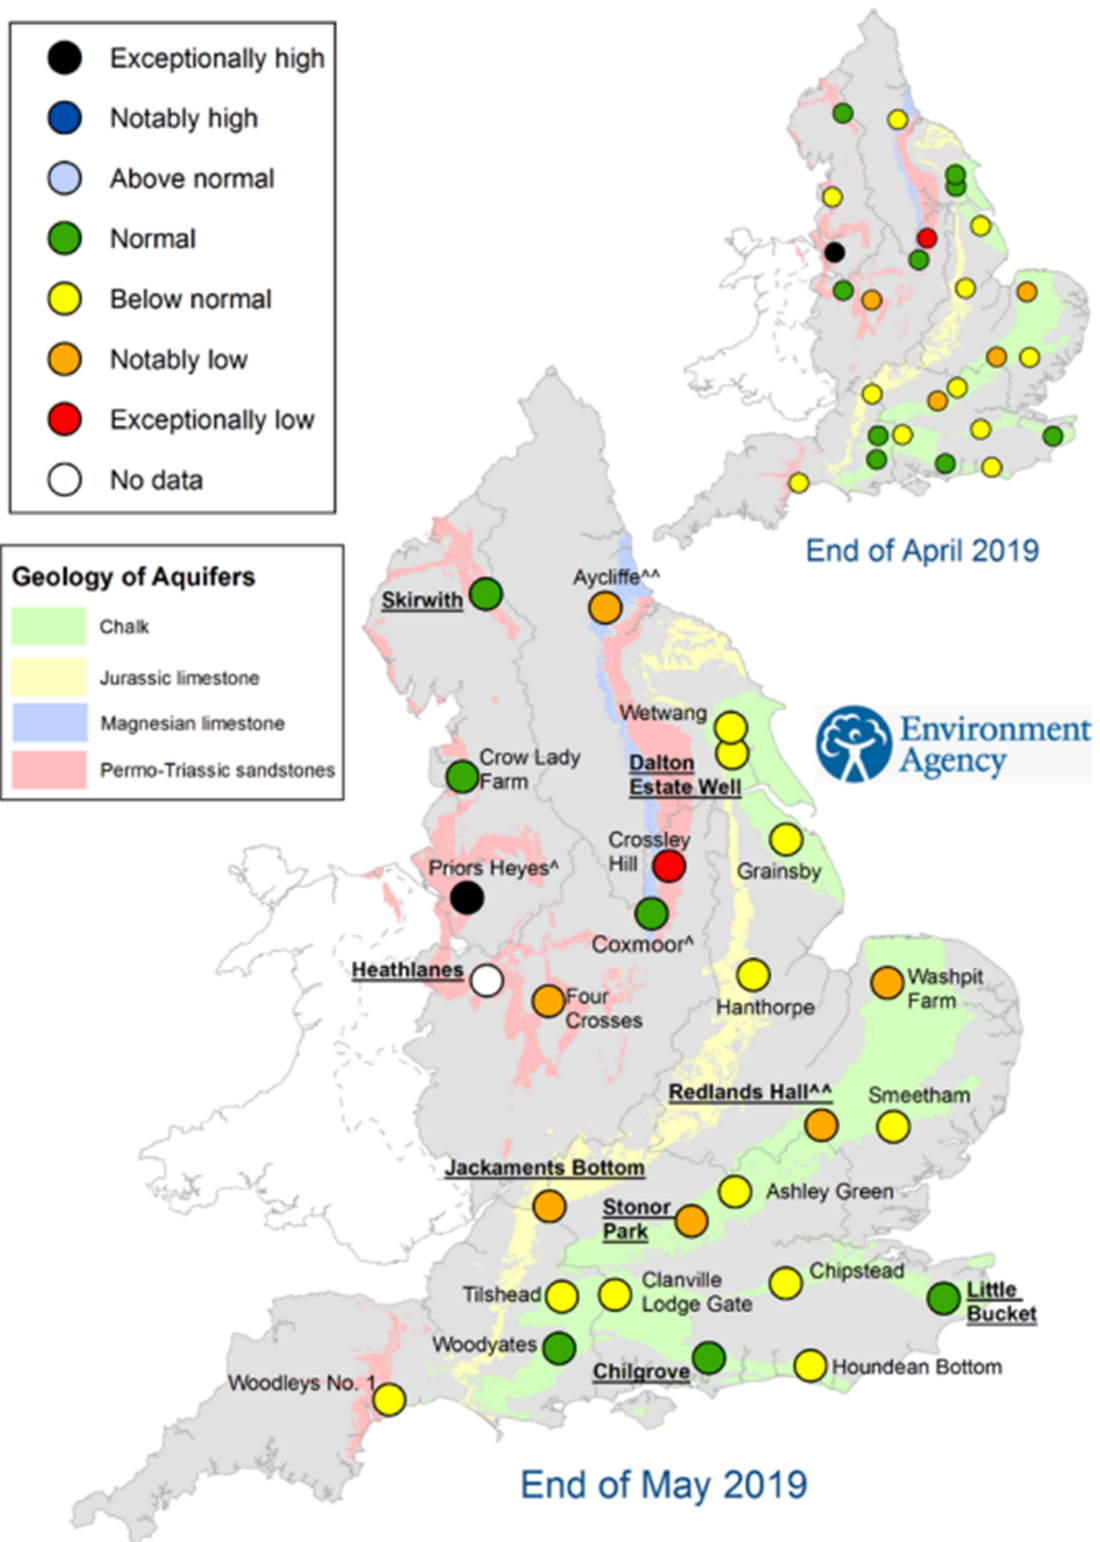 Exceptionally high
Notably high
Above normal
Normal
Below normal
Notably low
Exceptionally low
No data
End of April 2019
Geology of Aquifers
Chalk
Jurassic limestone
Magnesian limestone
Permo-Triassic sandstones
Environment
Agency
Aycliffe^^
Skirwith
Wetwang
Dalton
Estate Well
Crow Lady
Farm
Crossley
Hill
Grainsby
Priors Heyes^
Coxmoor^
Heathlanes
Four
Crosses
Hanthorpe
Washpit
Farm
Redlands Hall^^
Smeetham
Jackaments Bottom
Ashley Green
Stonor
Park
Chipstead
Clanville
Lodge Gate
Tilshead
Little
Bucket
Woodyates
Chilgrove
Houndean Bottom
Woodleys No. 1
End of May 2019